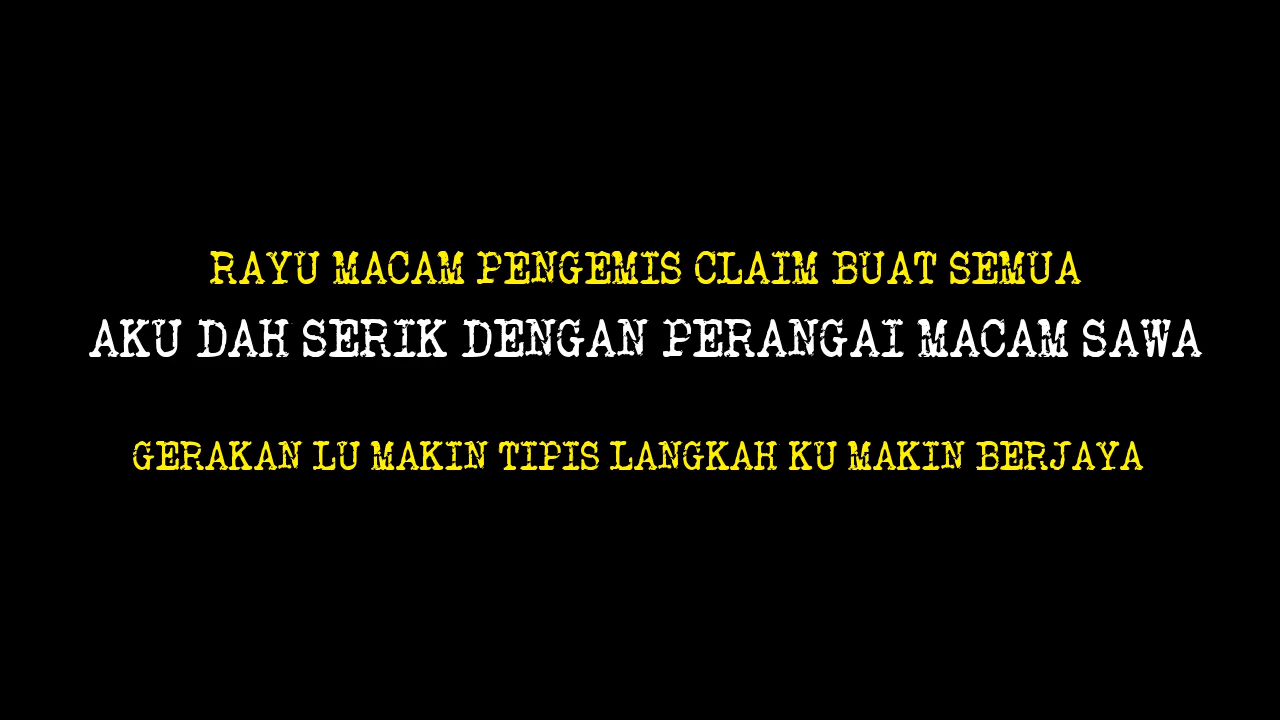 RAYU MACAM PENGEMIS CLAIM BUAT SEMUA
AKU DAH SERIK DENGAN PERANGAI MACAM SAWA
GERAKAN LU MAKIN TIPIS LANGKAH KU MAKIN BERJAYA